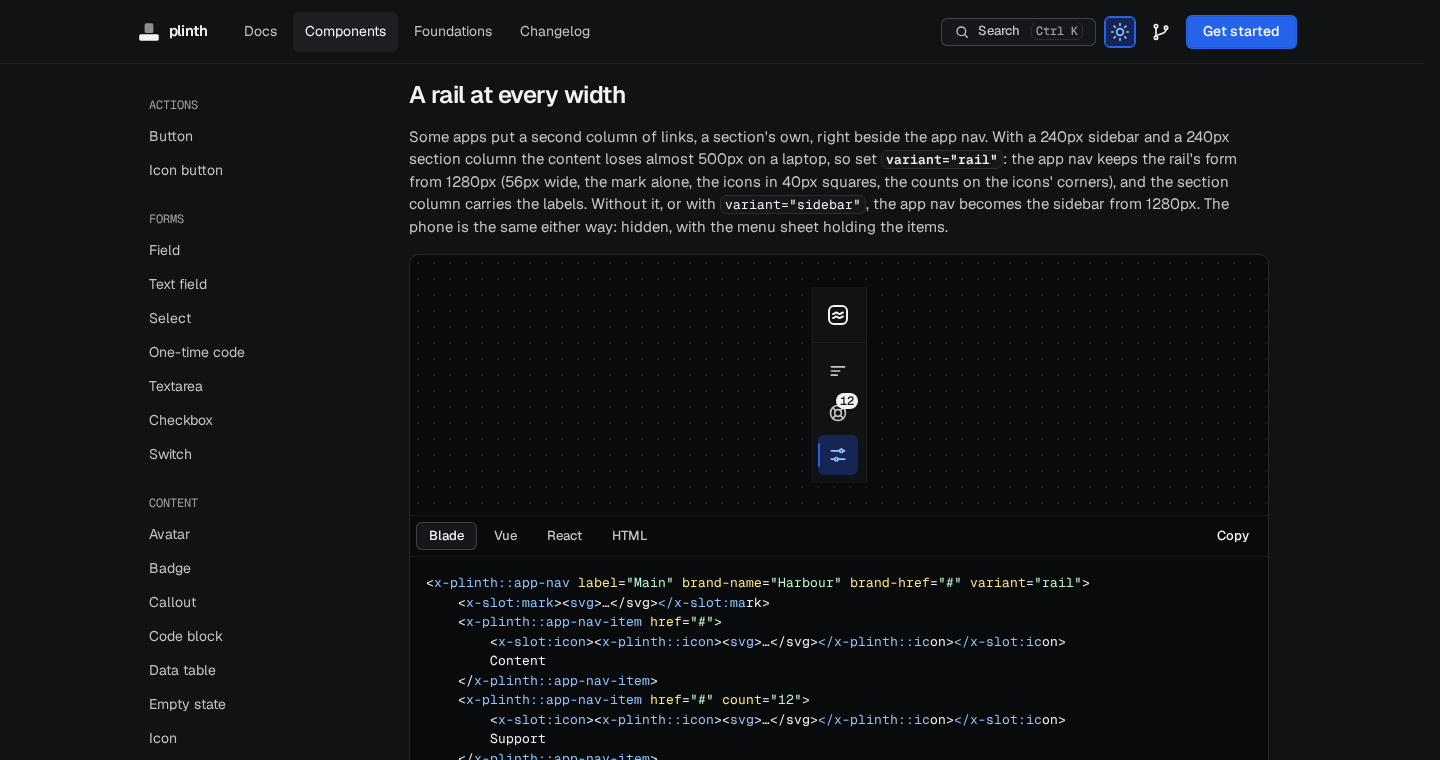 plinth
Docs
Components
Foundations
Changelog
Search
Ctrl K
Get started
ACTIONS
Button
Icon button
FORMS
Field
Text field
Select
One-time code
Textarea
Checkbox
Switch
CONTENT
Avatar
Badge
Callout
Code block
Data table
Empty state
Icon
A rail at every width
Some apps put a second column of links, a section's own, right beside the app nav. With a 240px sidebar and a 240px
section column the content loses almost 500px on a laptop, so set variant="rail": the app nav keeps the rail's form
from 1280px (56px wide, the mark alone, the icons in 40px squares, the counts on the icons' corners), and the section
column carries the labels. Without it, or with variant="sidebar", the app nav becomes the sidebar from 1280px. The
phone is the same either way: hidden, with the menu sheet holding the items.
12
Blade
Vue
React
HTML
Copy
<x-plinth::app-nav label="Main" brand-name="Harbour" brand-href="#" variant="rail">
    <x-slot:mark><svg>…</svg></x-slot:mark>
    <x-plinth::app-nav-item href="#">
        <x-slot:icon><x-plinth::icon><svg>…</svg></x-plinth::icon></x-slot:icon>
        Content
    </x-plinth::app-nav-item>
    <x-plinth::app-nav-item href="#" count="12">
        <x-slot:icon><x-plinth::icon><svg>…</svg></x-plinth::icon></x-slot:icon>
        Support
    </x-plinth::app-nav-item>